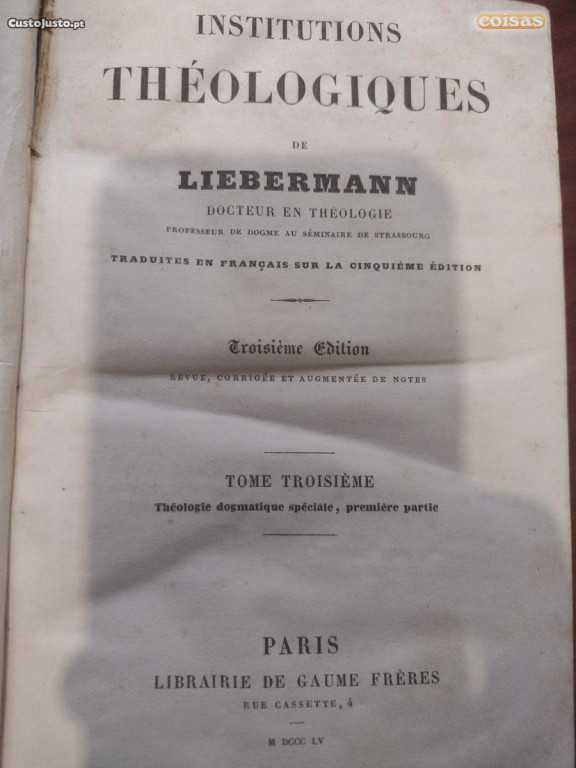 CustoJusto.pt
coisas
INSTITUTIONS
THÉOLOGIQUES
DE
LIEBERMANN
DOCTEUR EN THÉOLOGIE
PROFESSEUR DE DOGME AU SÉMINAIRE DE STRASBOURG
TRADUITES EN FRANÇAIS SUR LA CINQUIÈME ÉDITION
Troisième Edition
REVUE, CORRIGÉE ET AUGMENTÉE DE NOTES
TOME TROISIÈME
Théologie dogmatique spéciale, première partie
PARIS
LIBRAIRIE DE GAUME FRÈRES
RUE CASSETTE, 4
M DCCC LV